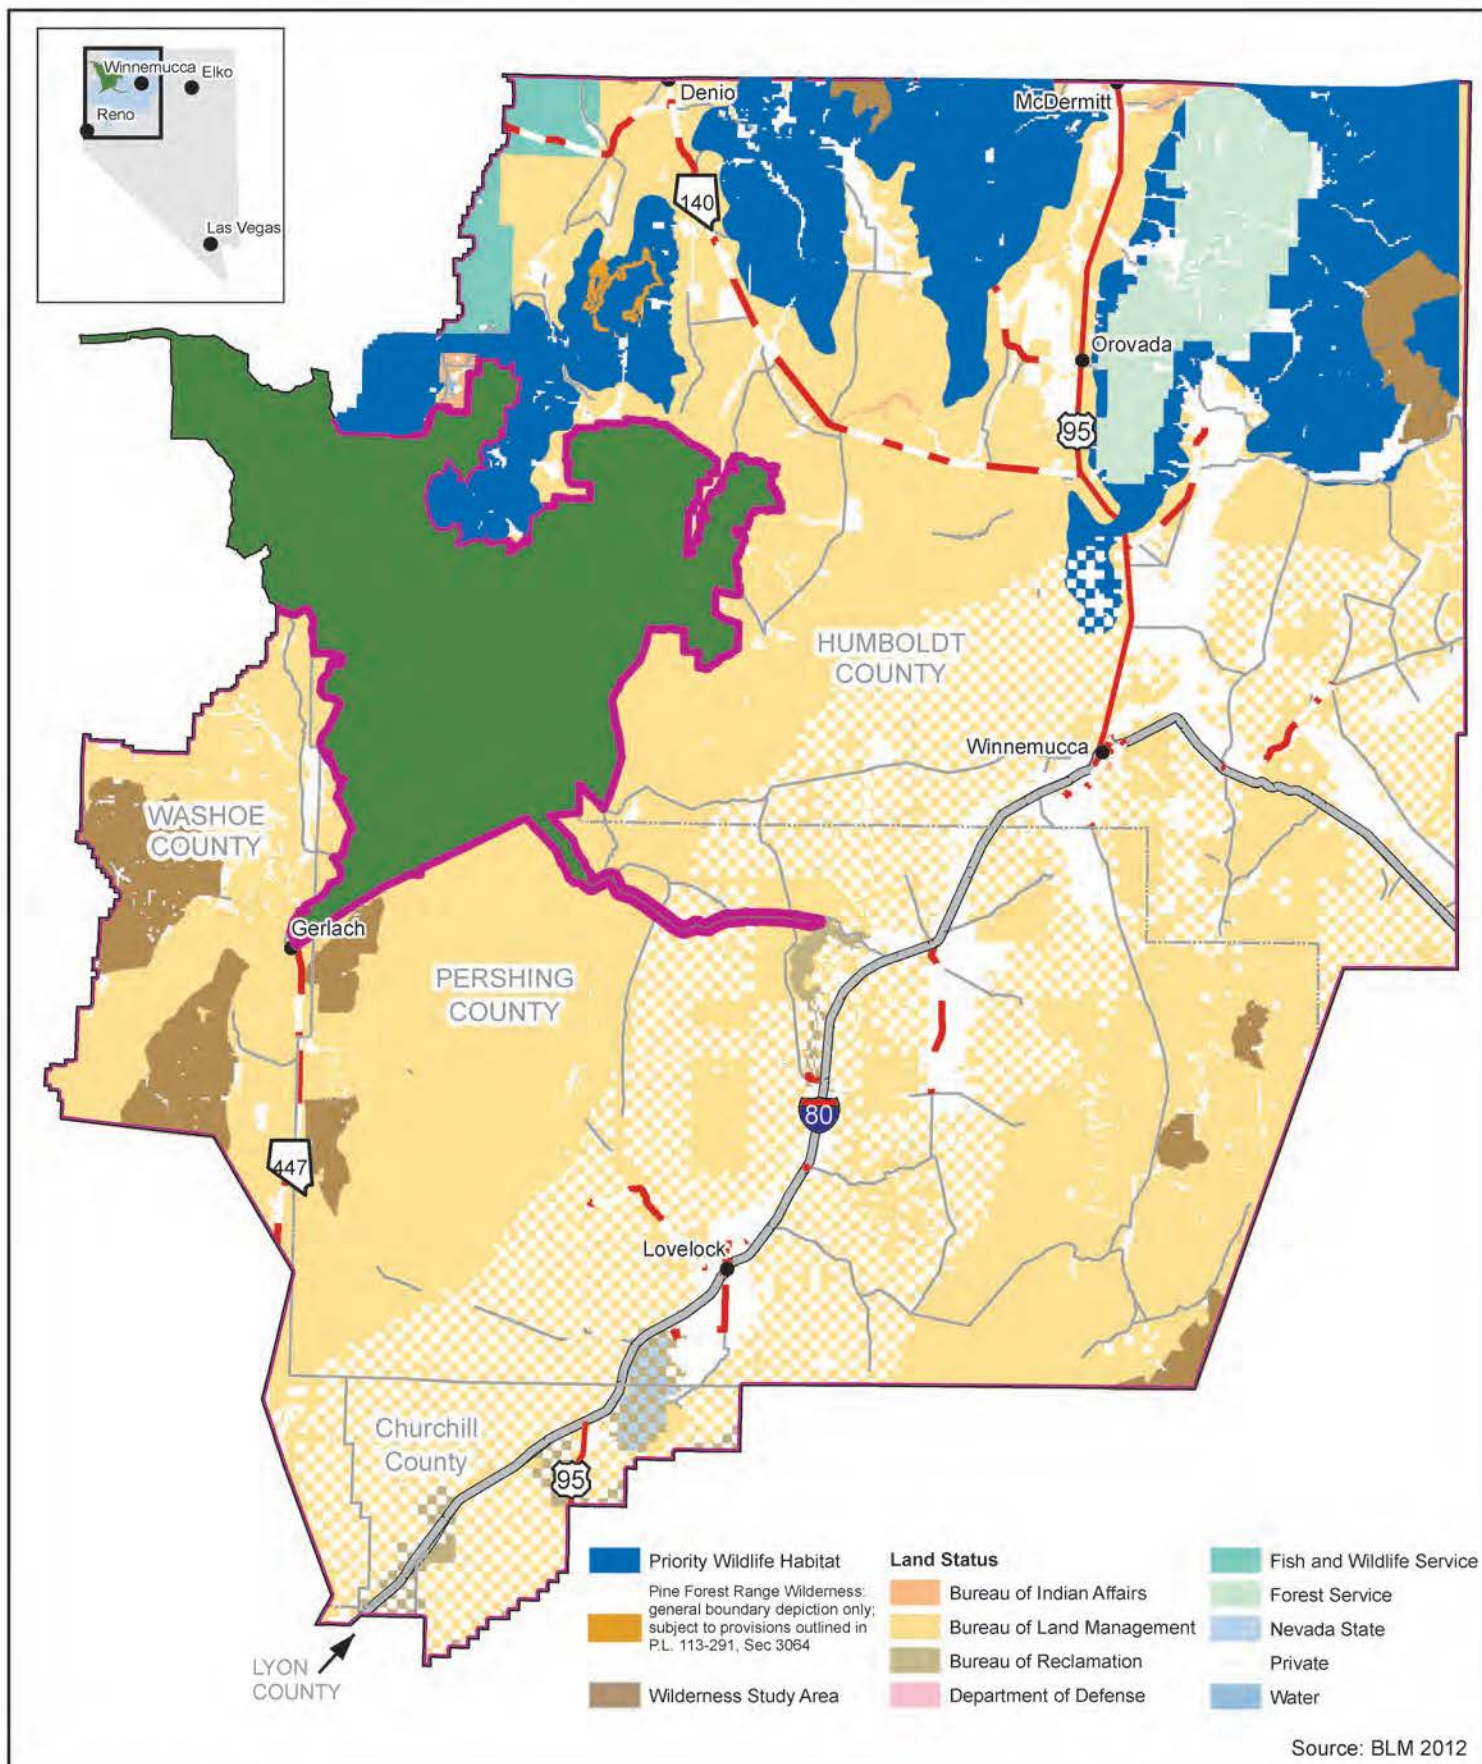 Winnemucca
Elko
Reno
Las Vegas
Denio
McDermitt
140
Orovada
95
HUMBOLDT
COUNTY
Winnemucca
WASHOE
COUNTY
Gerlach
PERSHING
COUNTY
80
447
Lovelock
Churchill
County
95
LYON
COUNTY
Priority Wildlife Habitat
Pine Forest Range Wilderness:
general boundary depiction only;
subject to provisions outlined in
P.L. 113-291, Sec 3064
Wilderness Study Area
Land Status
Bureau of Indian Affairs
Bureau of Land Management
Bureau of Reclamation
Department of Defense
Fish and Wildlife Service
Forest Service
Nevada State
Private
Water
Source: BLM 2012